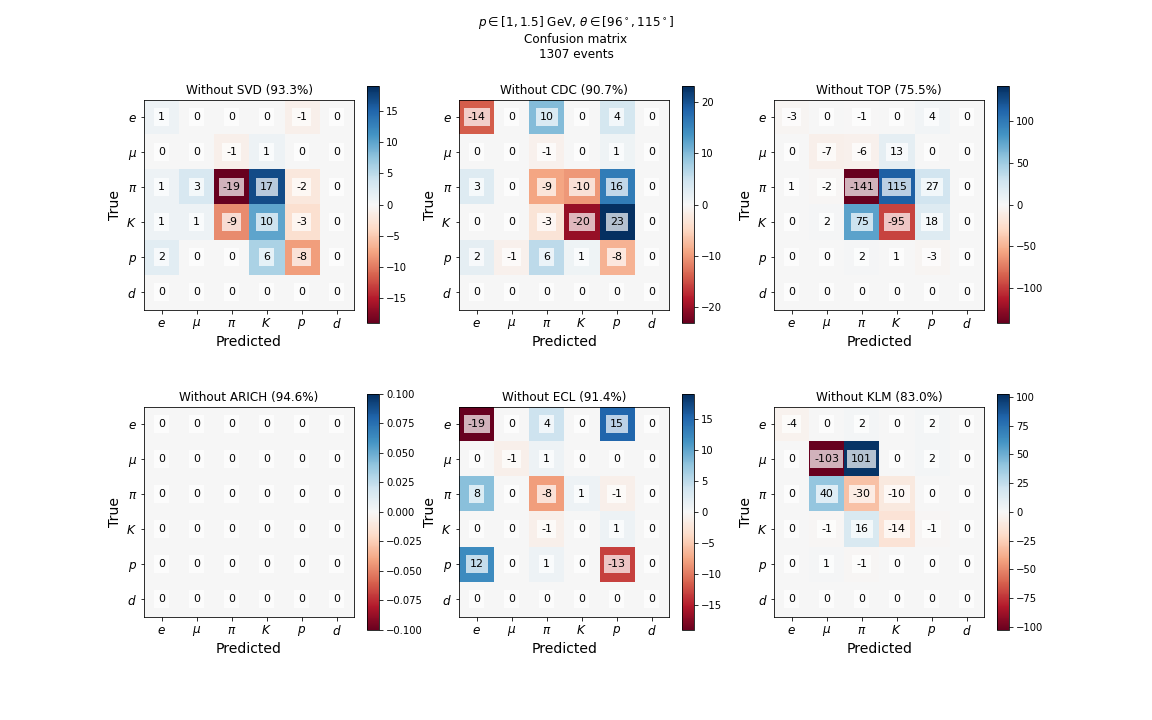 p ∈ [1, 1.5] GeV, θ ∈ [96°, 115°]
Confusion matrix
1307 events
Without SVD (93.3%)
e 1 0 0 0 -1 0
μ 0 0 -1 1 0 0
π 1 3 -19 17 -2 0
K 1 1 -9 10 -3 0
p 2 0 0 6 -8 0
d 0 0 0 0 0 0
e μ π K p d
True
Predicted
15
10
5
0
−5
−10
−15
Without CDC (90.7%)
e -14 0 10 0 4 0
μ 0 0 -1 0 1 0
π 3 0 -9 -10 16 0
K 0 0 -3 -20 23 0
p 2 -1 6 1 -8 0
d 0 0 0 0 0 0
e μ π K p d
True
Predicted
20
10
0
−10
−20
Without TOP (75.5%)
e -3 0 -1 0 4 0
μ 0 -7 -6 13 0 0
π 1 -2 -141 115 27 0
K 0 2 75 -95 18 0
p 0 0 2 1 -3 0
d 0 0 0 0 0 0
e μ π K p d
True
Predicted
100
50
0
−50
−100
Without ARICH (94.6%)
e 0 0 0 0 0 0
μ 0 0 0 0 0 0
π 0 0 0 0 0 0
K 0 0 0 0 0 0
p 0 0 0 0 0 0
d 0 0 0 0 0 0
e μ π K p d
True
Predicted
0.100
0.075
0.050
0.025
0.000
−0.025
−0.050
−0.075
−0.100
Without ECL (91.4%)
e -19 0 4 0 15 0
μ 0 -1 1 0 0 0
π 8 0 -8 1 -1 0
K 0 0 -1 0 1 0
p 12 0 1 0 -13 0
d 0 0 0 0 0 0
e μ π K p d
True
Predicted
15
10
5
0
−5
−10
−15
Without KLM (83.0%)
e -4 0 2 0 2 0
μ 0 -103 101 0 2 0
π 0 40 -30 -10 0 0
K 0 -1 16 -14 -1 0
p 0 1 -1 0 0 0
d 0 0 0 0 0 0
e μ π K p d
True
Predicted
100
75
50
25
0
−25
−50
−75
−100